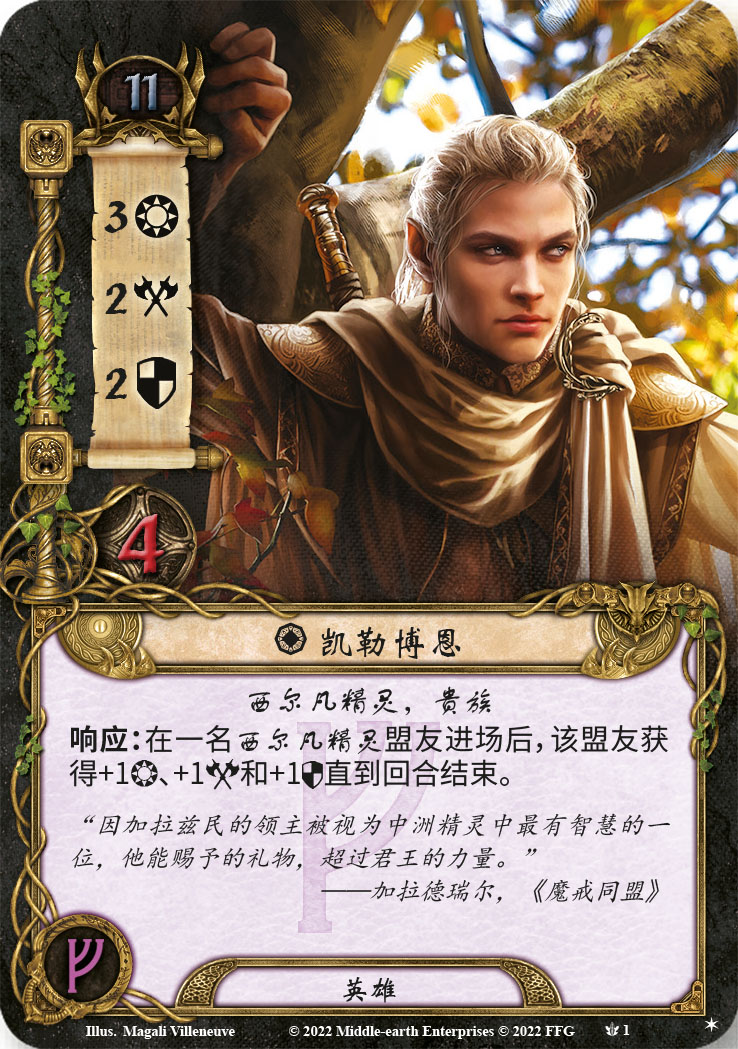 11
3
2
2
4
凯勒博恩
西尔凡精灵，贵族
响应：在一名西尔凡精灵盟友进场后，该盟友获
得+1、+1和+1直到回合结束。
“因加拉兹民的领主被视为中洲精灵中最有智慧的一
位，他能赐予的礼物，超过君王的力量。”
——加拉德瑞尔，《魔戒同盟》
英雄
Illus. Magali Villeneuve © 2022 Middle-earth Enterprises © 2022 FFG 1